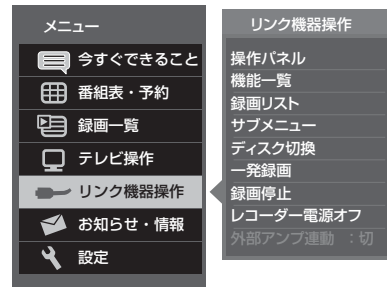 メニュー
今すぐできること
番組表・予約
録画一覧
テレビ操作
リンク機器操作
お知らせ・情報
設定
リンク機器操作
操作パネル
機能一覧
録画リスト
サブメニュー
ディスク切換
一発録画
録画停止
レコーダー電源オフ
外部アンプ連動 ：切